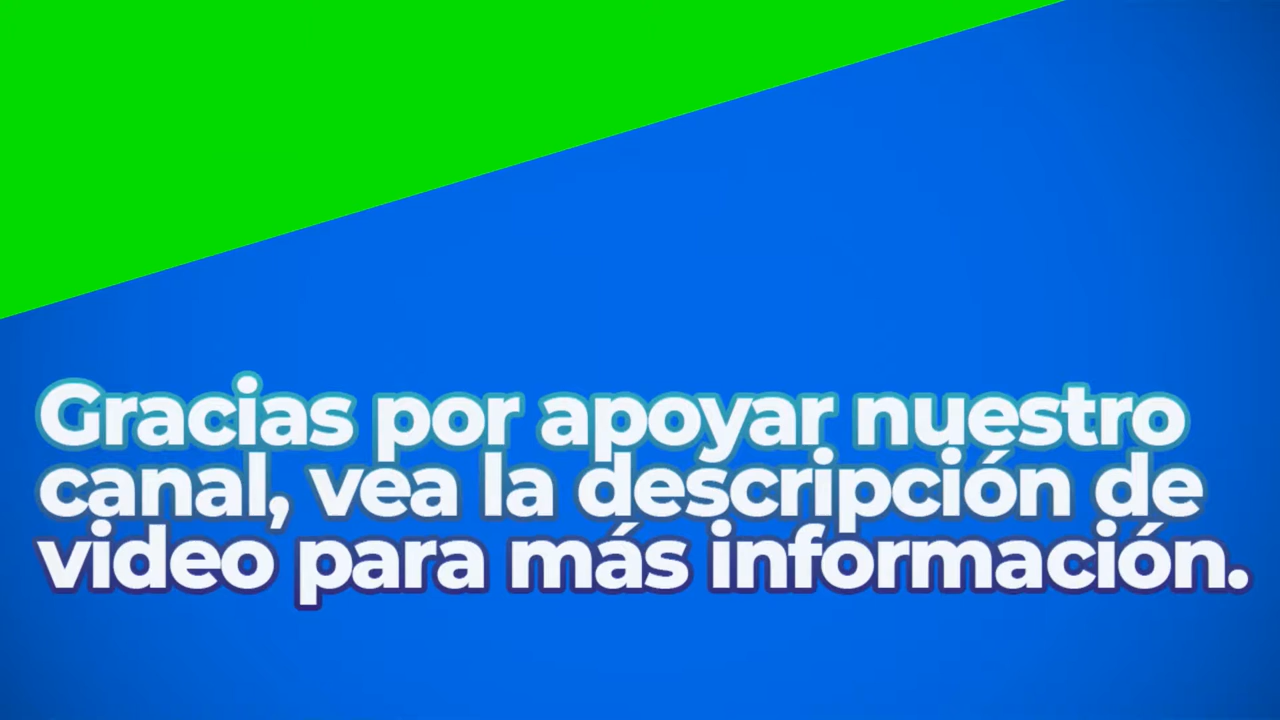 Gracias por apoyar nuestro
canal, vea la descripción de
video para más información.